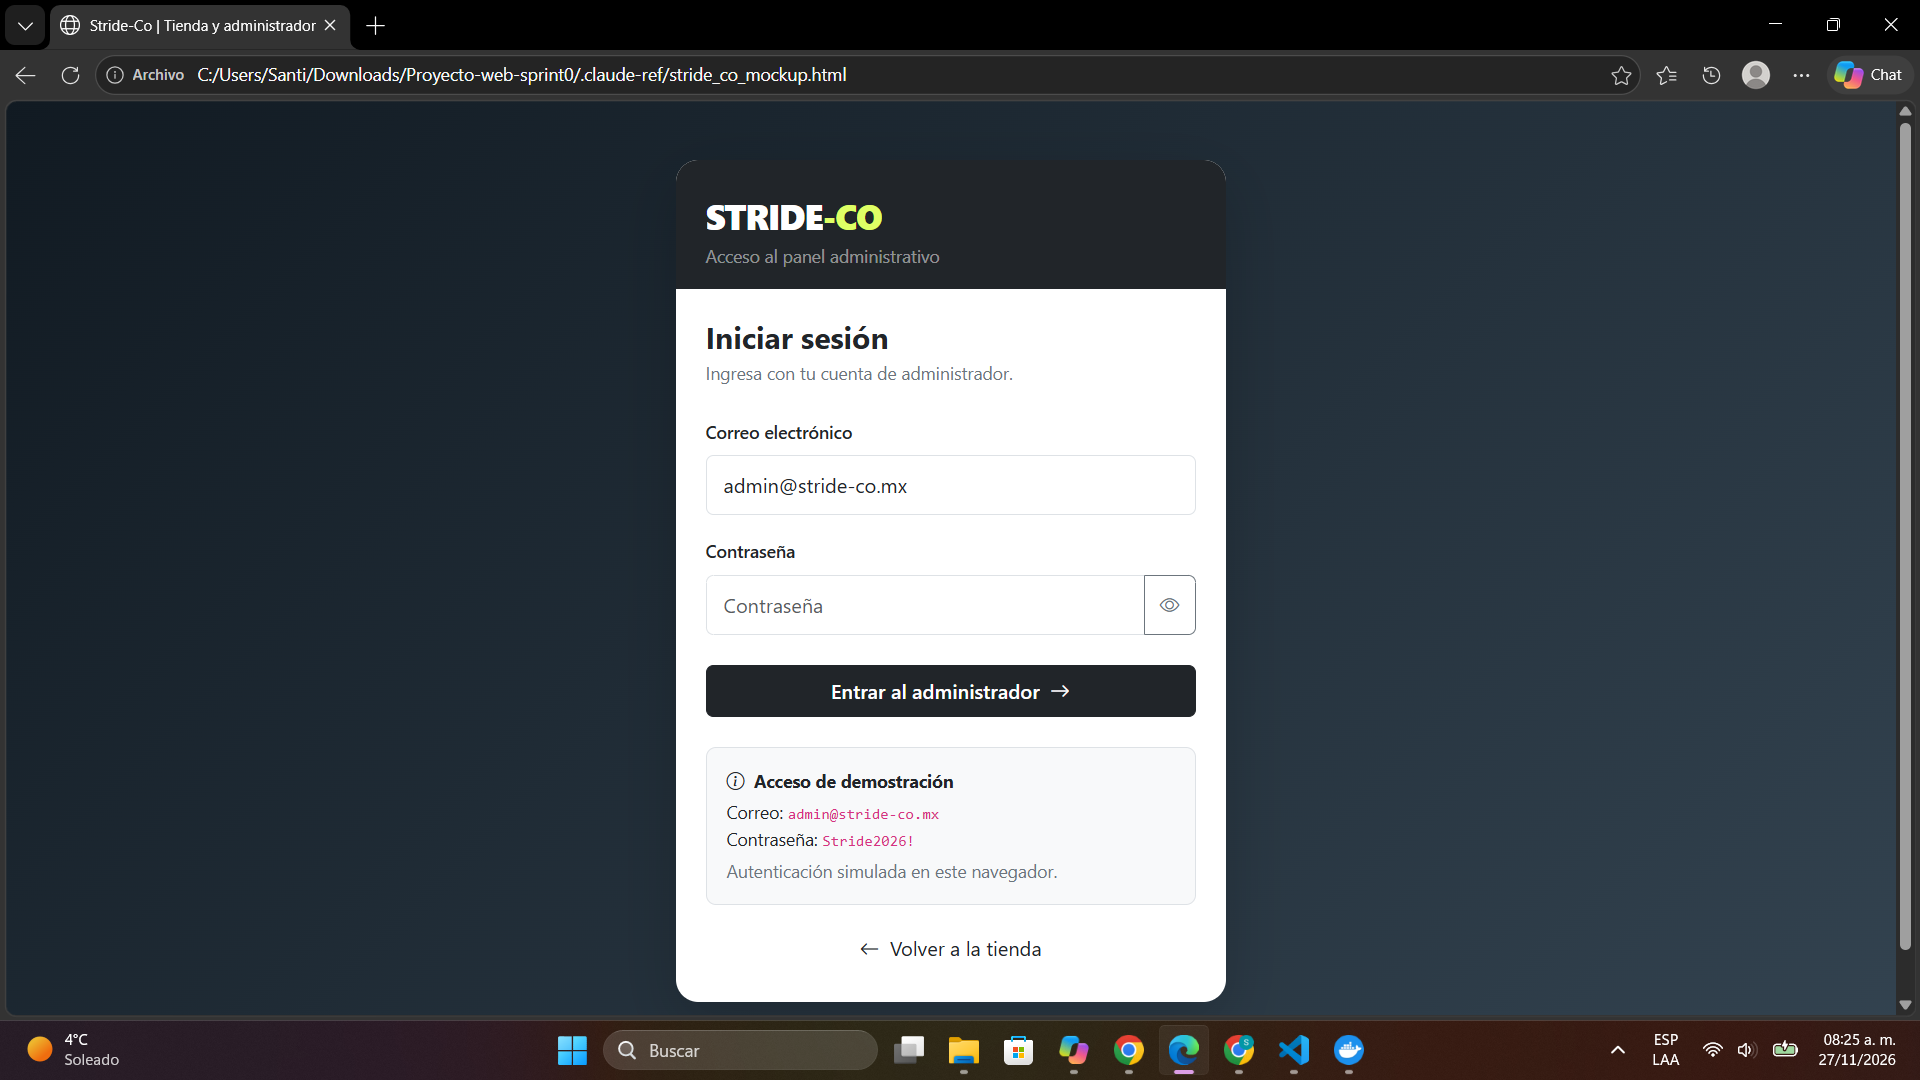 Stride-Co | Tienda y administrador
Archivo
C:/Users/Santi/Downloads/Proyecto-web-sprint0/.claude-ref/stride_co_mockup.html
Chat
STRIDE-CO
Acceso al panel administrativo
Iniciar sesión
Ingresa con tu cuenta de administrador.
Correo electrónico
admin@stride-co.mx
Contraseña
Contraseña
Entrar al administrador →
Acceso de demostración
Correo: admin@stride-co.mx
Contraseña: Stride2026!
Autenticación simulada en este navegador.
← Volver a la tienda
4°C
Soleado
Buscar
S
ESP
LAA
08:25 a. m.
27/11/2026